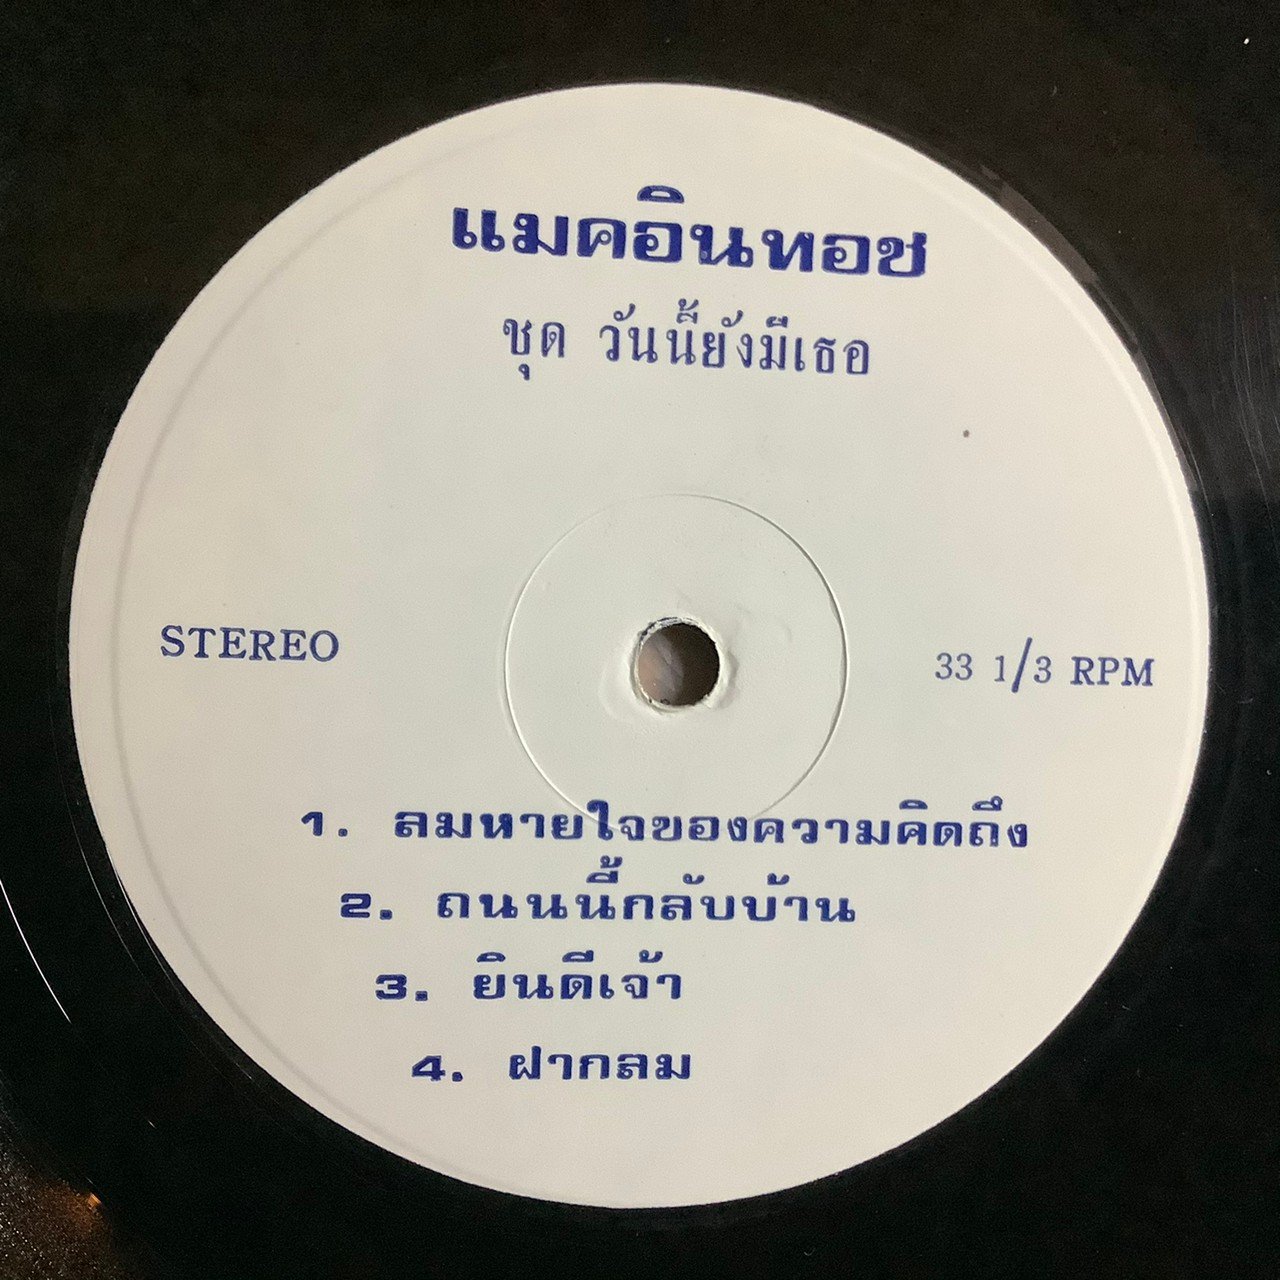 แมคอินทอช
ชุด วันนี้ยังมีเธอ
STEREO
33 1/3 RPM
1. ลมหายใจของความคิดถึง
2. ถนนนี้กลับบ้าน
3. ยินดีเจ้า
4. ฝากลม